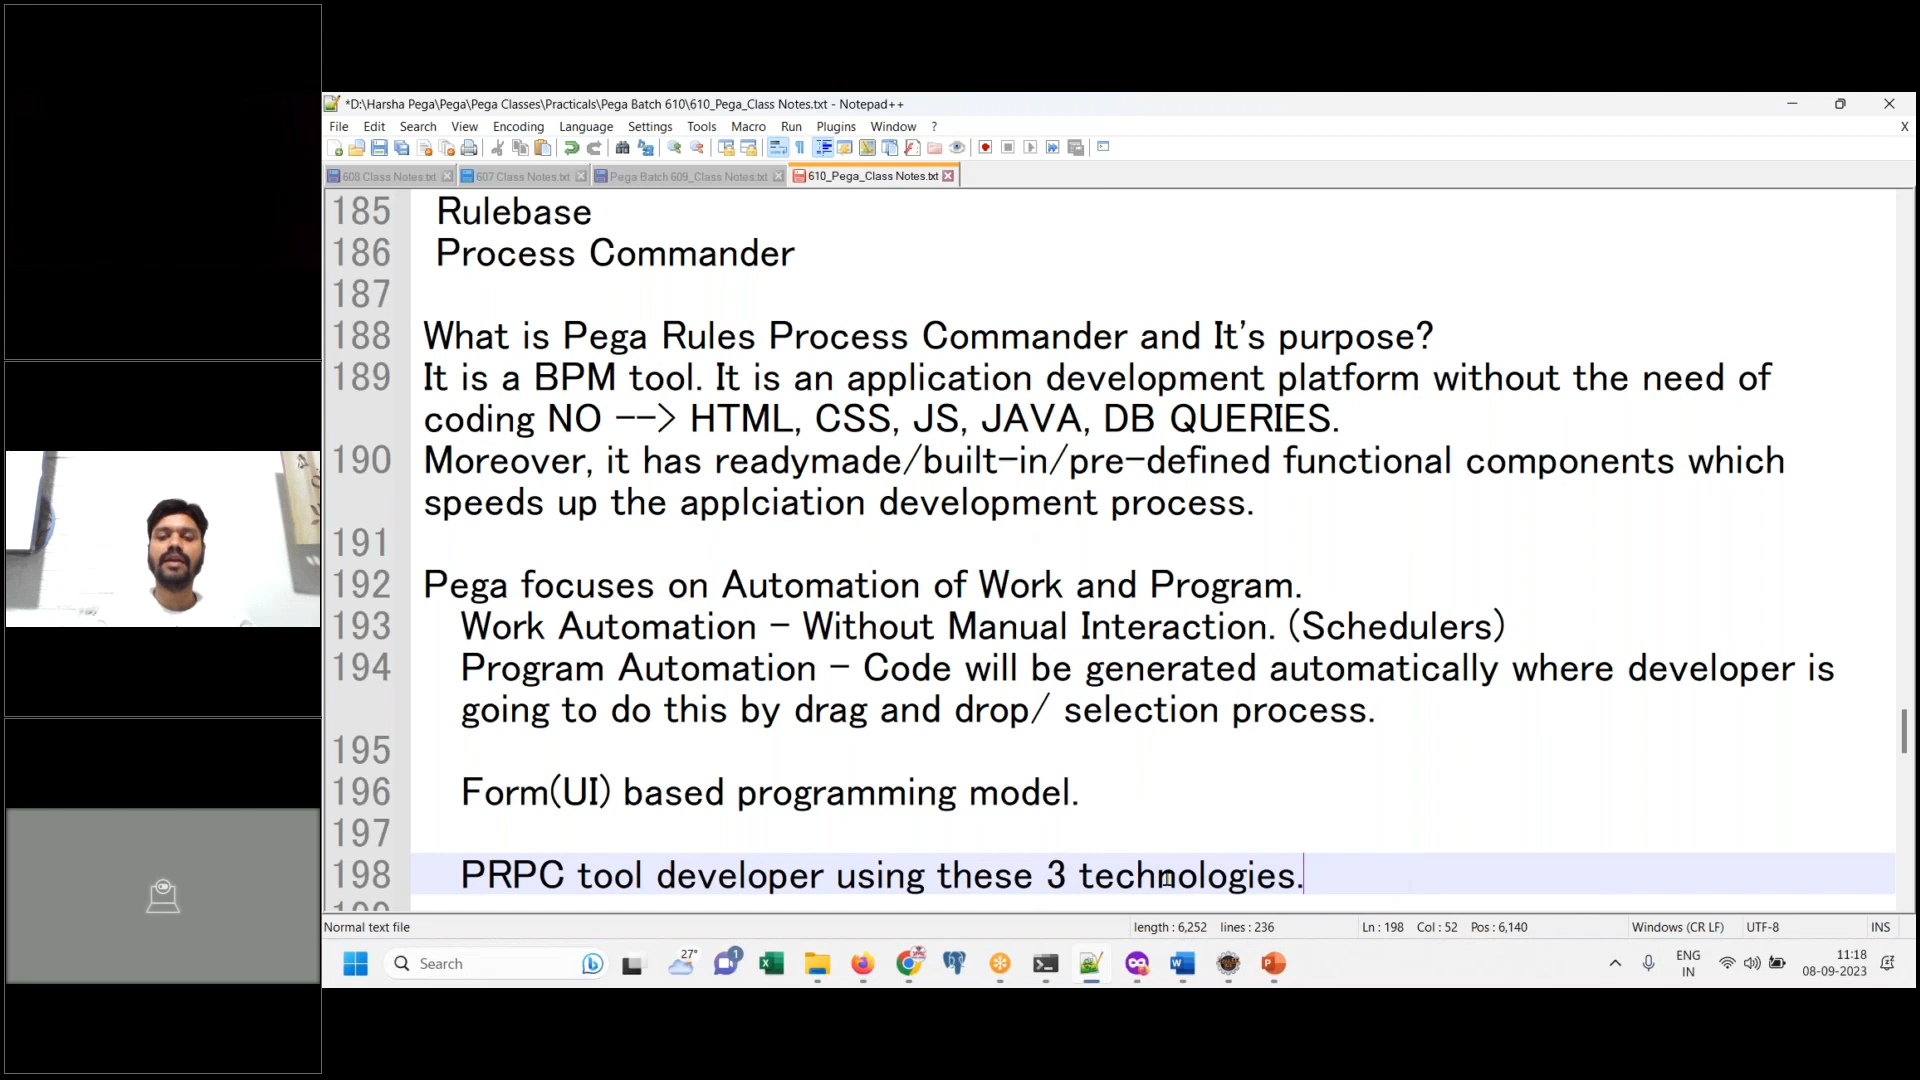 *D:\Harsha Pega\Pega\Pega Classes\Practicals\Pega Batch 610\610_Pega_Class Notes.txt - Notepad++
File Edit Search View Encoding Language Settings Tools Macro Run Plugins Window ? X
608 Class Notes.txt 607 Class Notes.txt Pega Batch 609_Class Notes.txt 610_Pega_Class Notes.txt
185 Rulebase
186 Process Commander
187
188 What is Pega Rules Process Commander and It's purpose?
189 It is a BPM tool. It is an application development platform without the need of
coding NO --> HTML, CSS, JS, JAVA, DB QUERIES.
190 Moreover, it has readymade/built-in/pre-defined functional components which
speeds up the applciation development process.
191
192 Pega focuses on Automation of Work and Program.
193 Work Automation - Without Manual Interaction. (Schedulers)
194 Program Automation - Code will be generated automatically where developer is
going to do this by drag and drop/ selection process.
195
196 Form(UI) based programming model.
197
198 PRPC tool developer using these 3 technologies.
Normal text file length : 6,252 lines : 236 Ln : 198 Col : 52 Pos : 6,140 Windows (CR LF) UTF-8 INS
Search 27° 1 ENG 11:18
IN 08-09-2023